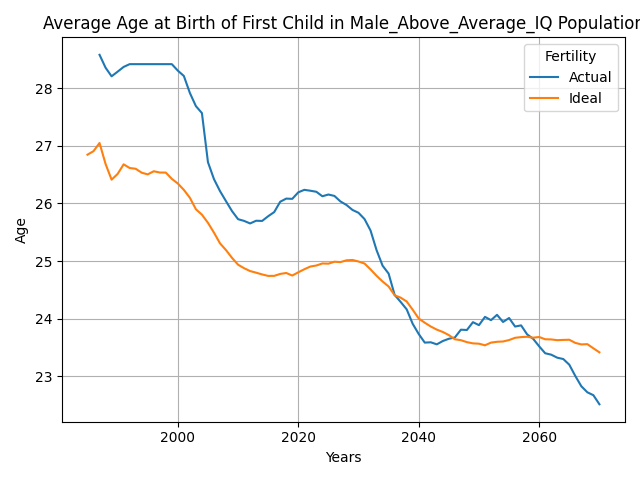 Average Age at Birth of First Child in Male_Above_Average_IQ Population
Fertility
Actual
Ideal
28
27
26
25
24
23
Age
2000
2020
2040
2060
Years